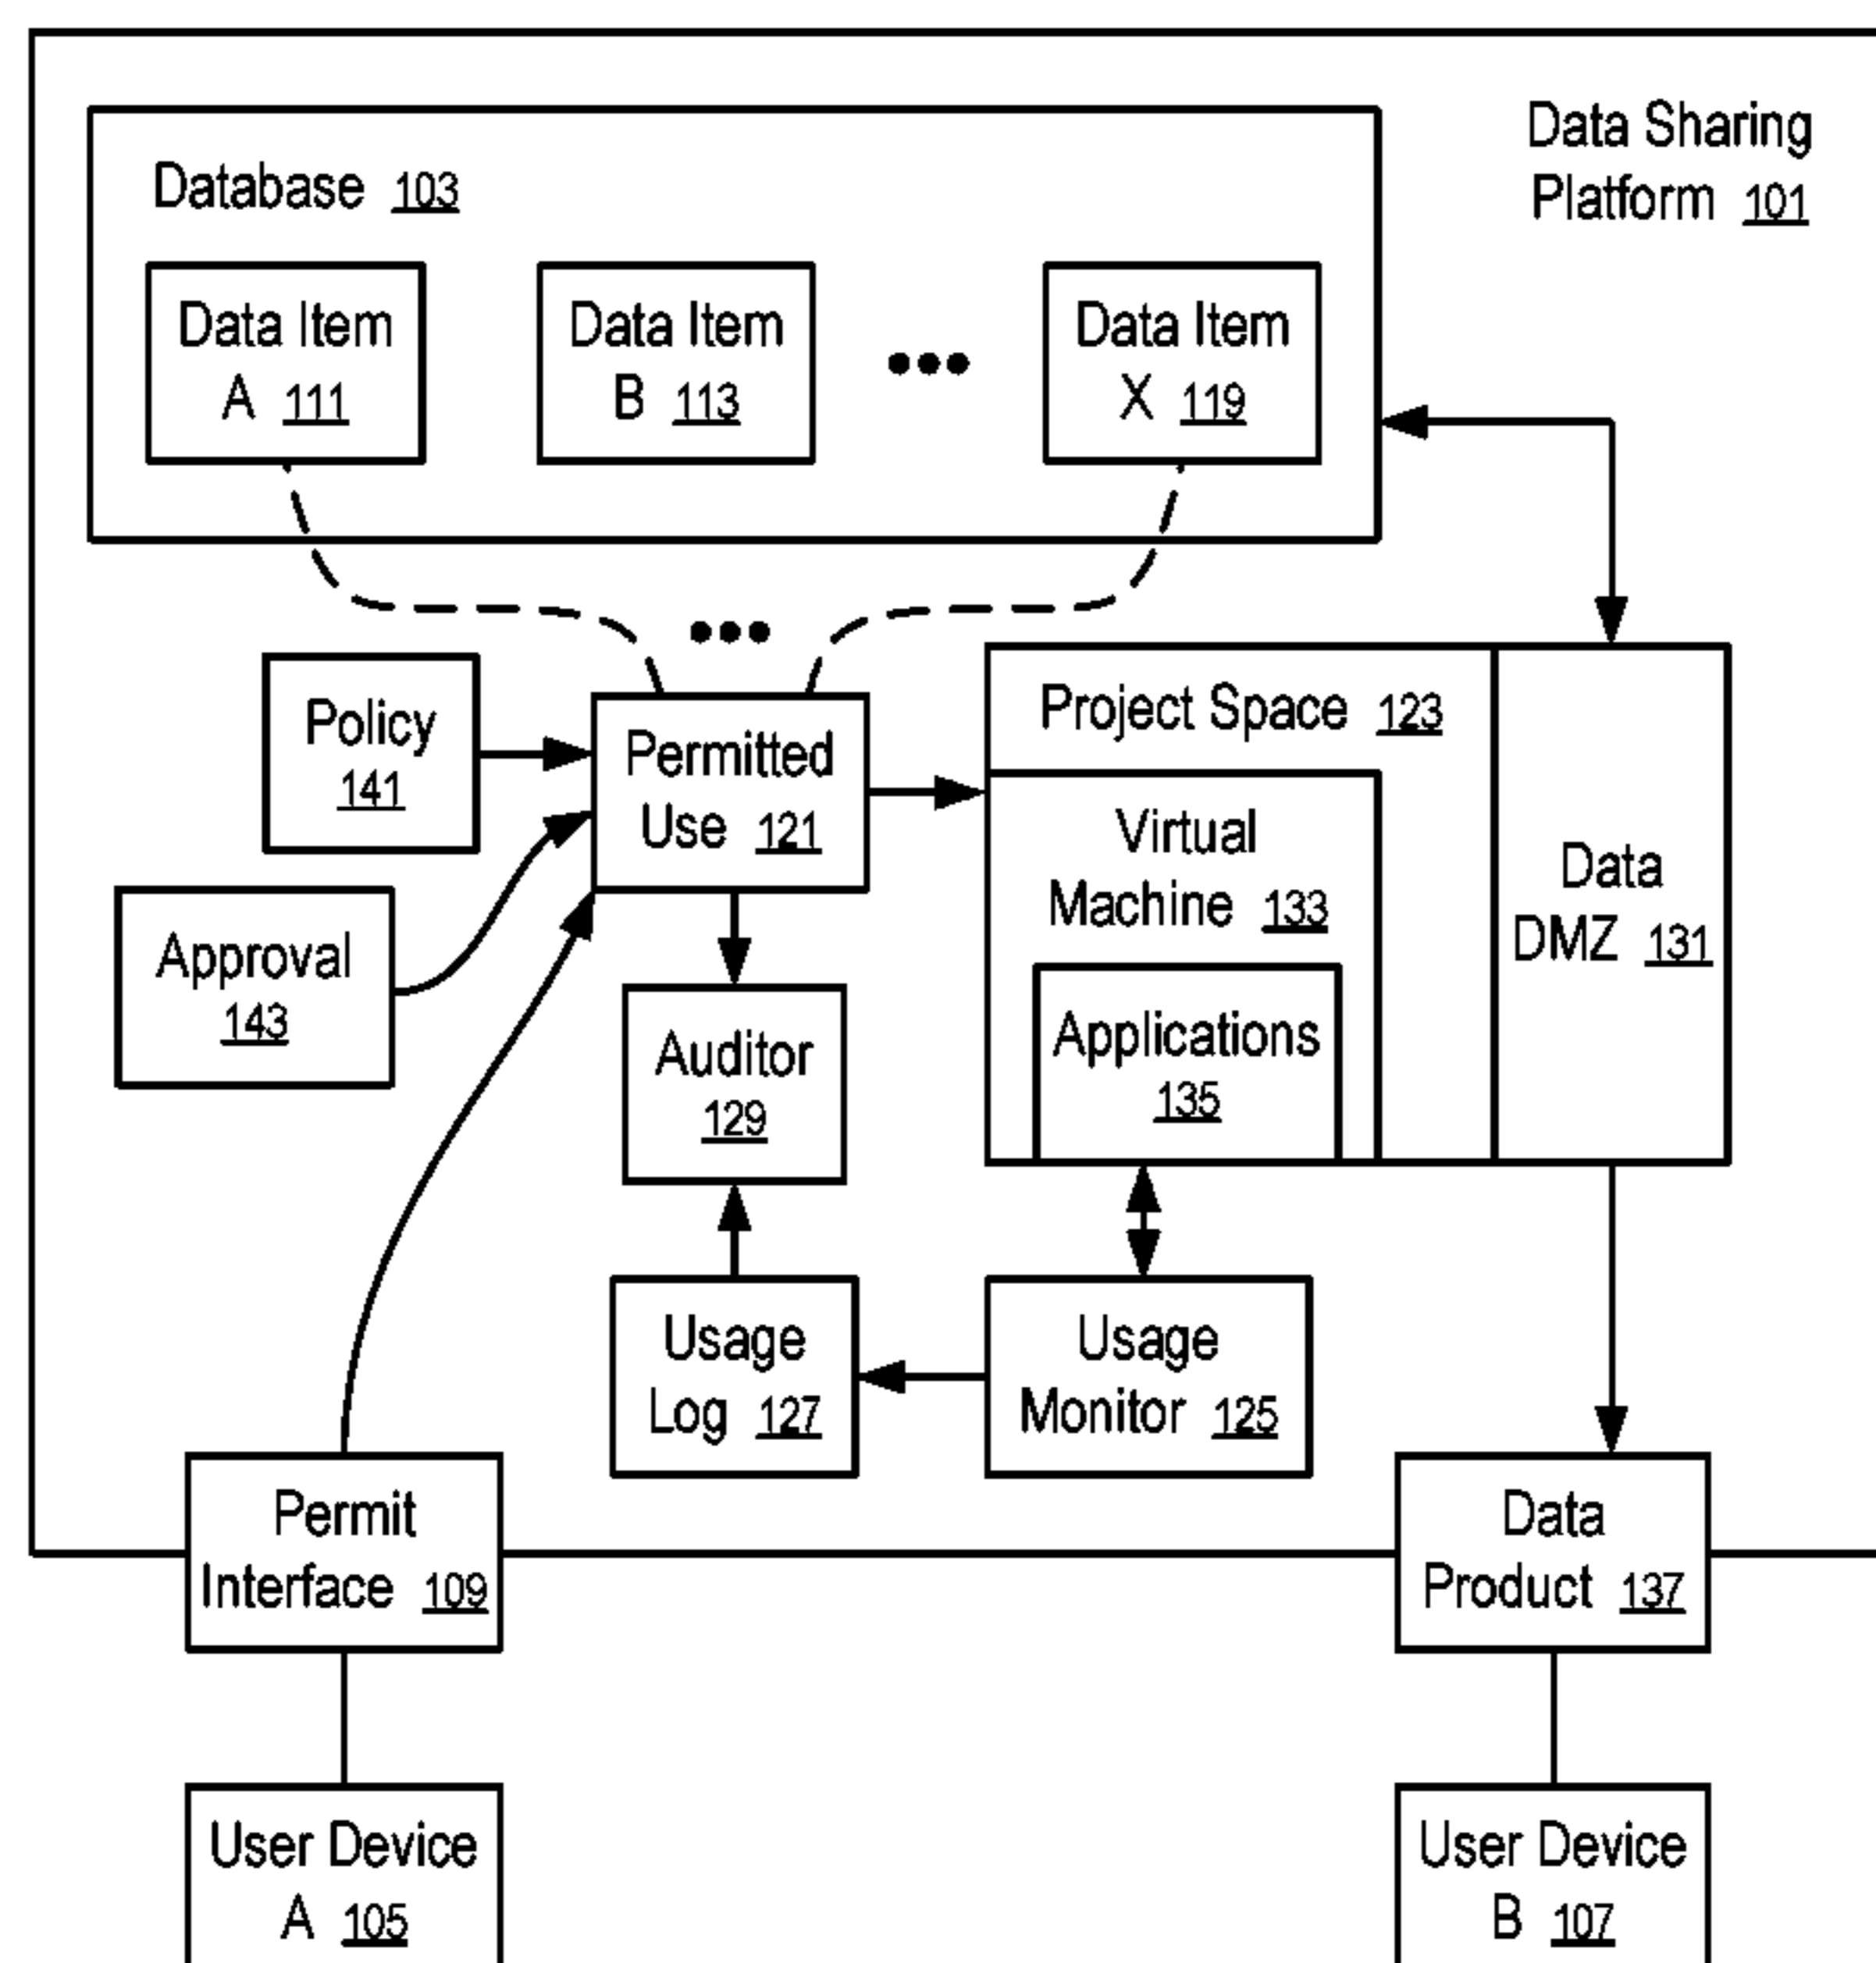 Data Sharing
Platform 101
Database 103
Data Item
A 111
Data Item
B 113
Data Item
X 119
Policy
141
Permitted
Use 121
Project Space 123
Virtual
Machine 133
Data
DMZ 131
Approval
143
Auditor
129
Applications
135
Usage
Log 127
Usage
Monitor 125
Permit
Interface 109
Data
Product 137
User Device
A 105
User Device
B 107